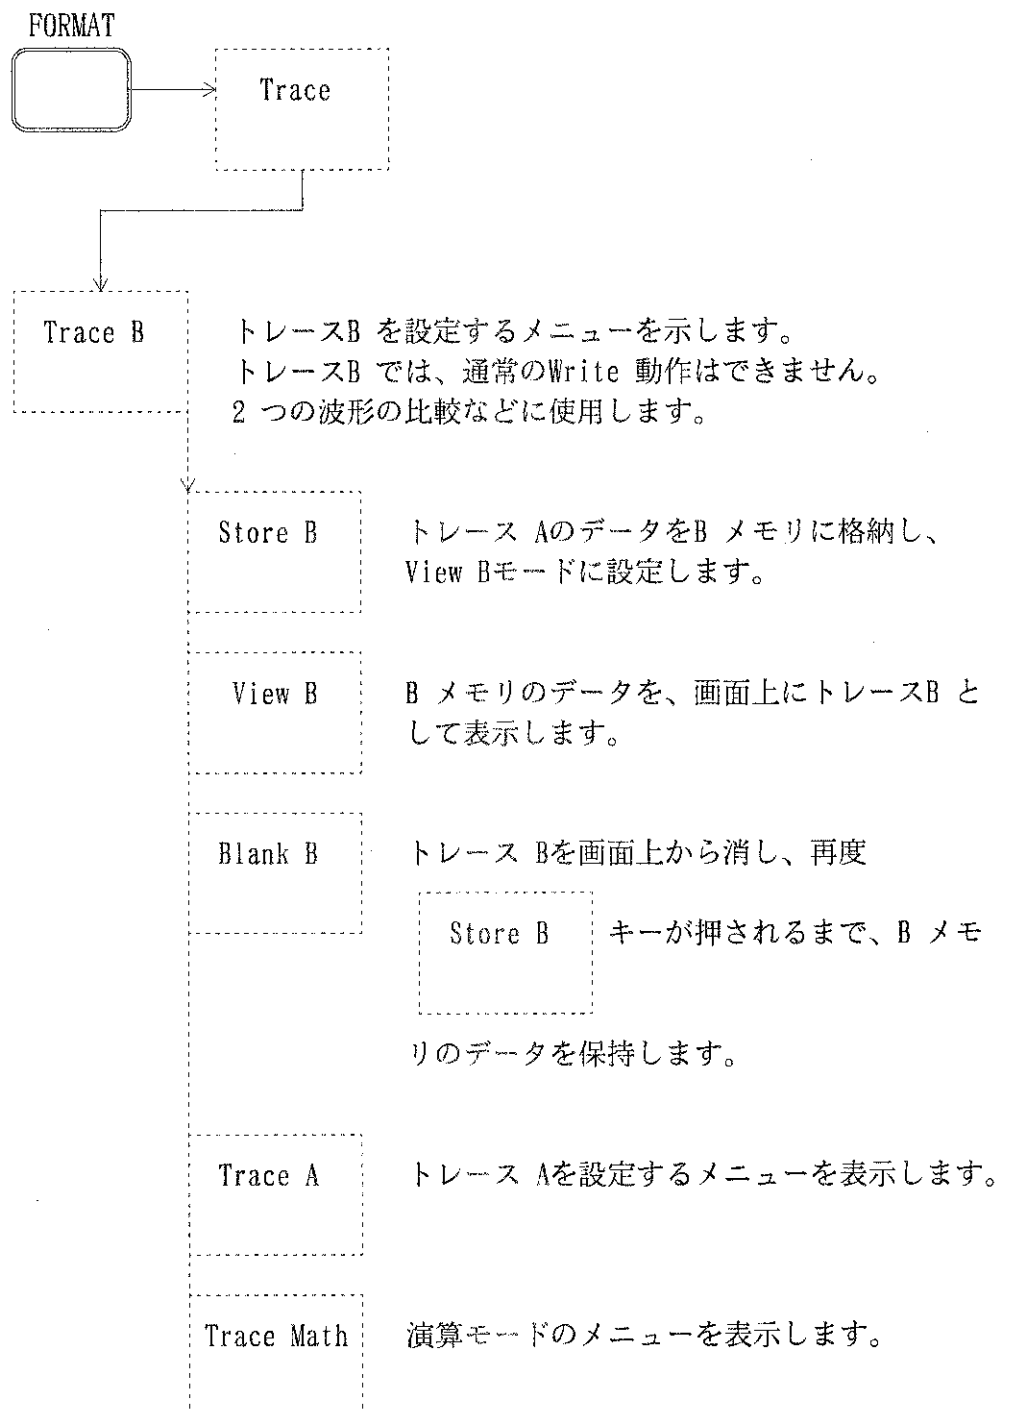 FORMAT
Trace
Trace B
トレースB を設定するメニューを示します。
トレースB では、通常のWrite 動作はできません。
2 つの波形の比較などに使用します。
Store B
トレース AのデータをB メモリに格納し、
View Bモードに設定します。
View B
B メモリのデータを、画面上にトレースB と
して表示します。
Blank B
トレース Bを画面上から消し、再度
Store B キーが押されるまで、B メモ
リのデータを保持します。
Trace A
トレース Aを設定するメニューを表示します。
Trace Math
演算モードのメニューを表示します。